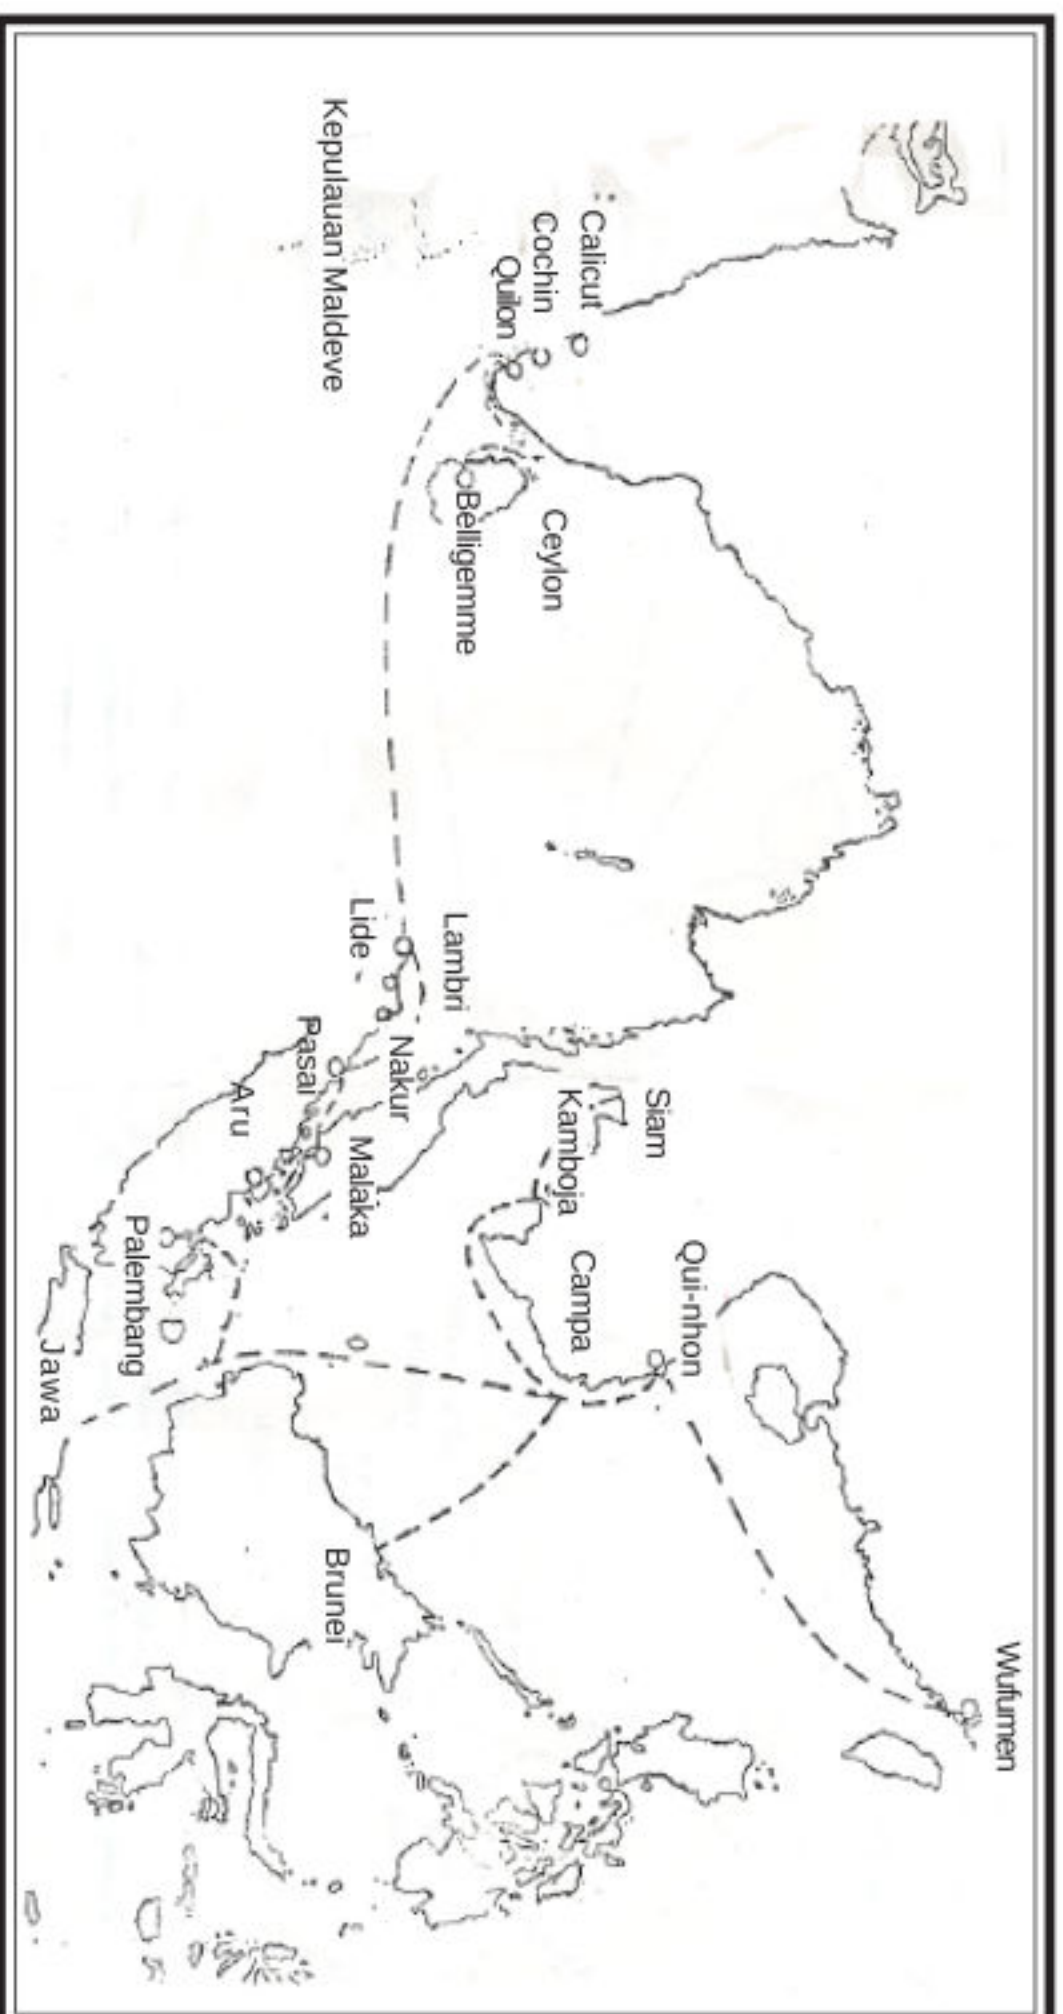 Wufumen
Qui-nhon
Siam
Campa
Kamboja
Calicut
Cochin
Ceylon
Quilon
Belligemme
Lambri
Nakur
Lide
Malaka
Kepulauan Maldeve
Brunei
Pasai
Aru
Palembang
Jawa